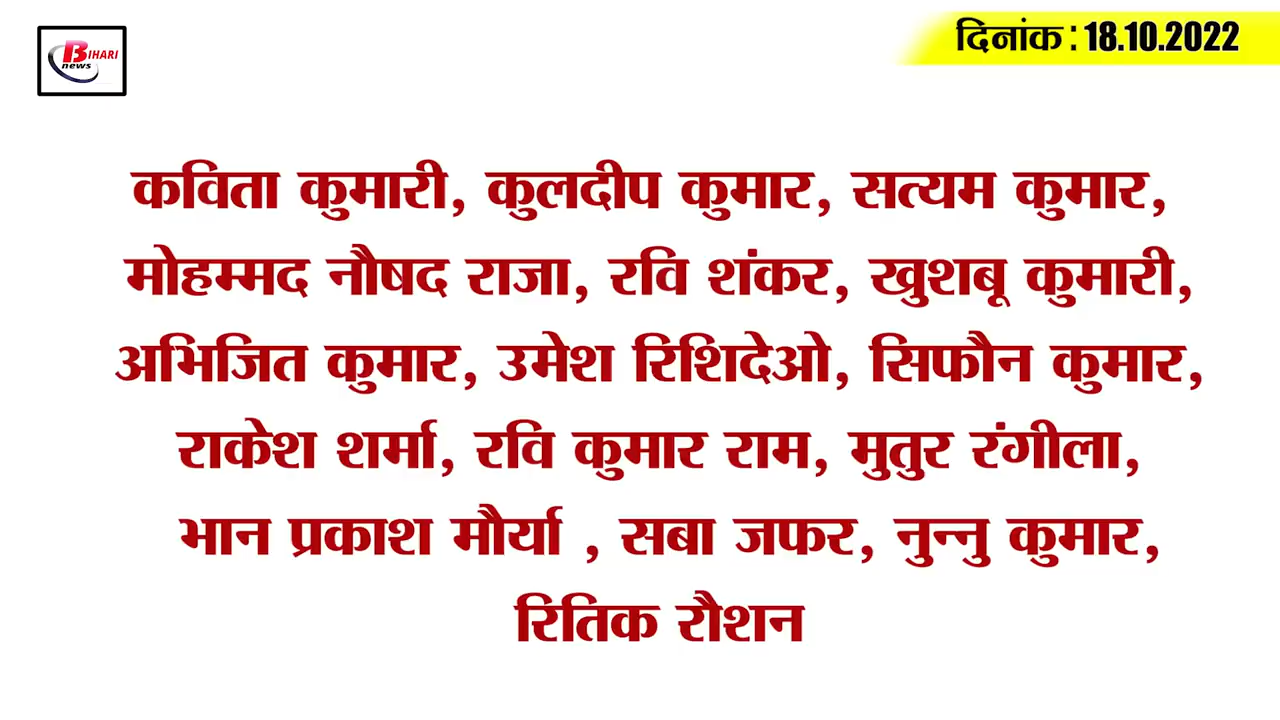 BIHARI
news
दिनांक : 18.10.2022
कविता कुमारी, कुलदीप कुमार, सत्यम कुमार,
मोहम्मद नौषद राजा, रवि शंकर, खुशबू कुमारी,
अभिजित कुमार, उमेश रिशिदेओ, सिफौन कुमार,
राकेश शर्मा, रवि कुमार राम, मुतुर रंगीला,
भान प्रकाश मौर्या , सबा जफर, नुन्नु कुमार,
रितिक रौशन